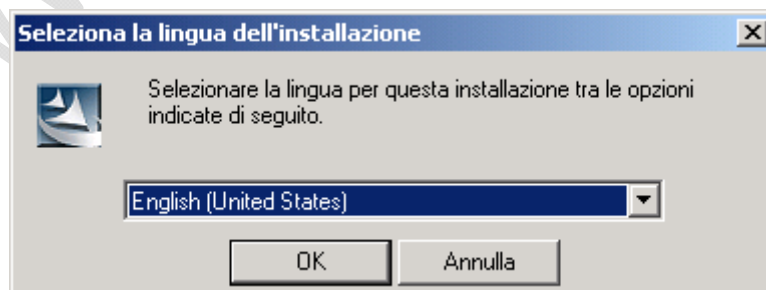 Seleziona la lingua dell'installazione
Selezionare la lingua per questa installazione tra le opzioni
indicate di seguito.
English (United States)
OK Annulla